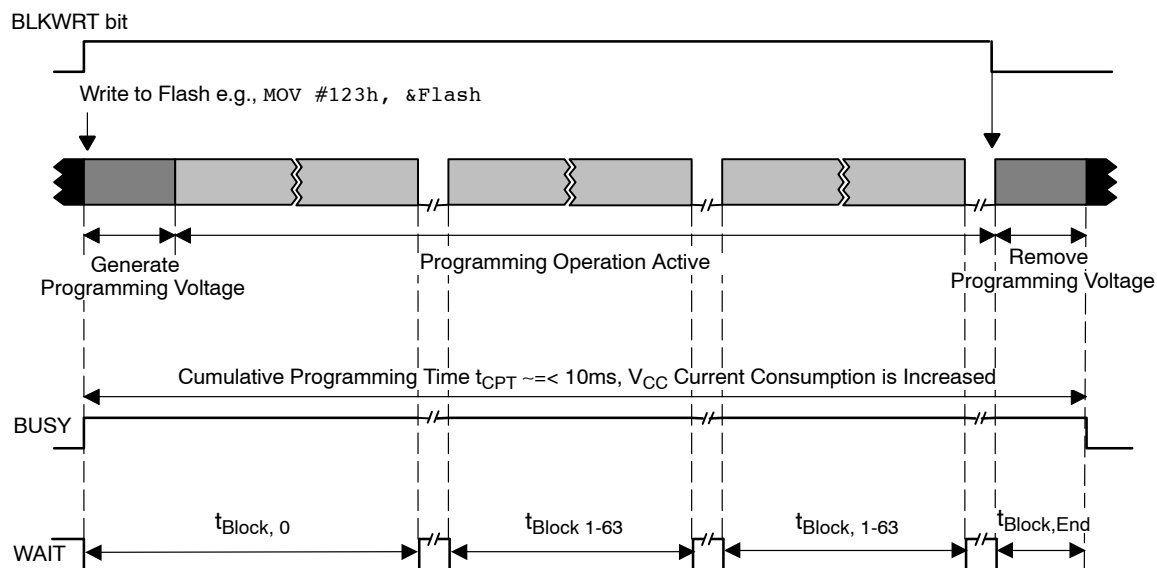 BLKWRT bit
Write to Flash e.g., MOV #123h, &Flash
Generate
Programming Voltage
Programming Operation Active
Remove
Programming Voltage
Cumulative Programming Time tCPT ~=< 10ms, VCC Current Consumption is Increased
BUSY
tBlock, 0
tBlock 1-63
tBlock, 1-63
tBlock,End
WAIT